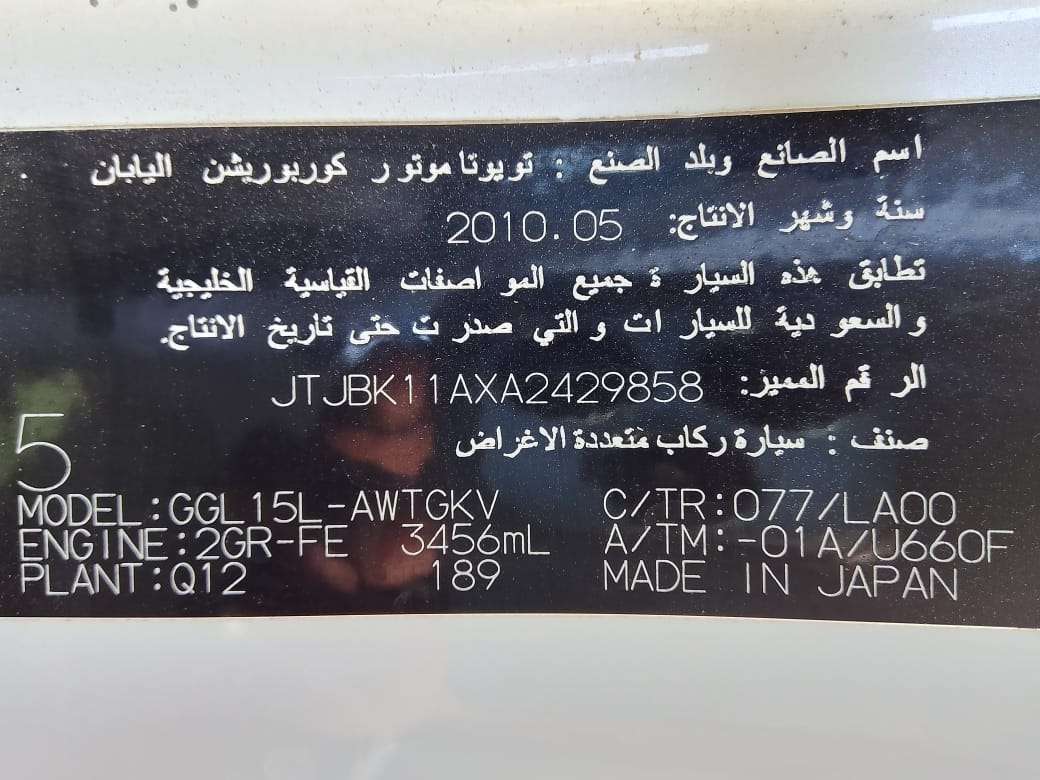 اسم الصانع وبلد الصنع : تويوتا موتور كوربوريشن اليابان
سنة وشهر الانتاج: 2010.05
تطابق هذه السيارة جميع المواصفات القياسية الخليجية
والسعودية للسيارات والتي صدرت حتى تاريخ الانتاج.
الرقم المميز: JTJBK11AXA2429858
صنف : سيارة ركاب متعددة الاغراض
5
MODEL:GGL15L-AWTGKV C/TR:077/LA00
ENGINE:2GR-FE 3456mL A/TM:-01A/U660F
PLANT:Q12 189 MADE IN JAPAN